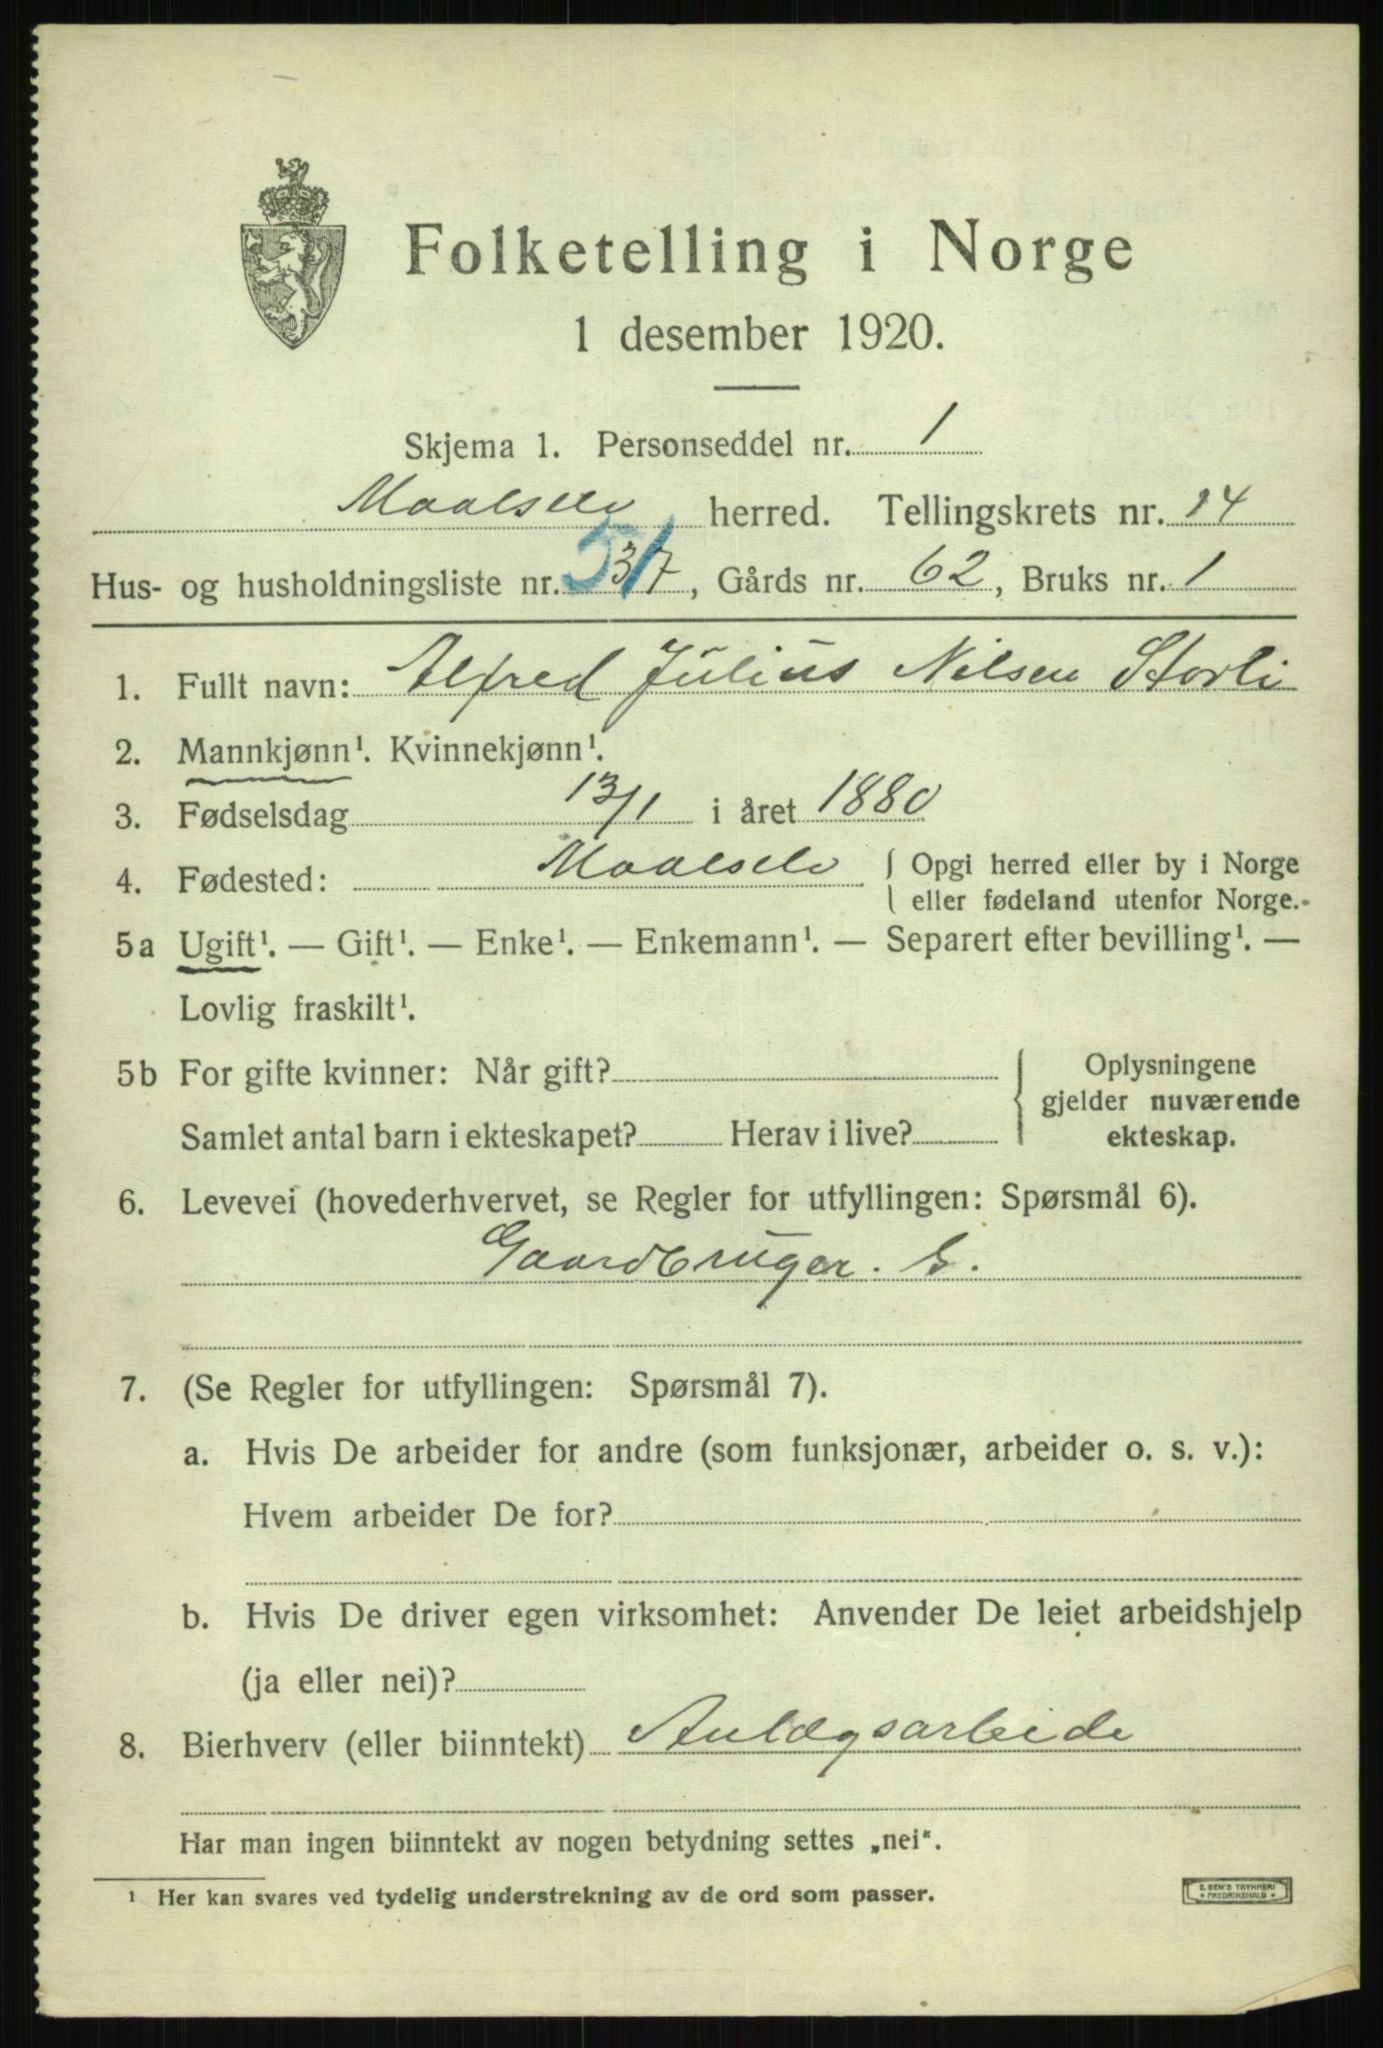 Folketelling i Norge
1 desember 1920.
Skjema 1. Personseddel nr. 1
Maalselv herred. Tellingskrets nr. 14
Hus- og husholdningsliste nr. 37, Gårds nr. 62, Bruks nr. 1
1. Fullt navn: Alfred Julius Nilsen Storli
2. Mannkjønn¹. Kvinnekjønn¹.
3. Fødselsdag 13/1 i året 1880
4. Fødested: Maalselv { Opgi herred eller by i Norge
eller fødeland utenfor Norge.
5a Ugift¹. — Gift¹. — Enke¹. — Enkemann¹. — Separert efter bevilling¹. —
Lovlig fraskilt¹.
5b For gifte kvinner: Når gift?
Samlet antal barn i ekteskapet? Herav i live?
Oplysningene
gjelder nuværende
ekteskap.
6. Levevei (hovederhvervet, se Regler for utfyllingen: Spørsmål 6).
Gaardbruger. S.
7. (Se Regler for utfyllingen: Spørsmål 7).
a. Hvis De arbeider for andre (som funksjonær, arbeider o. s. v.):
Hvem arbeider De for?
b. Hvis De driver egen virksomhet: Anvender De leiet arbeidshjelp
(ja eller nei)?
8. Bierhverv (eller biinntekt) Anlægsarbeide
Har man ingen biinntekt av nogen betydning settes „nei“.
¹ Her kan svares ved tydelig understrekning av de ord som passer.
E. SEM'S TRYKKERI
FREDRIKSHALD